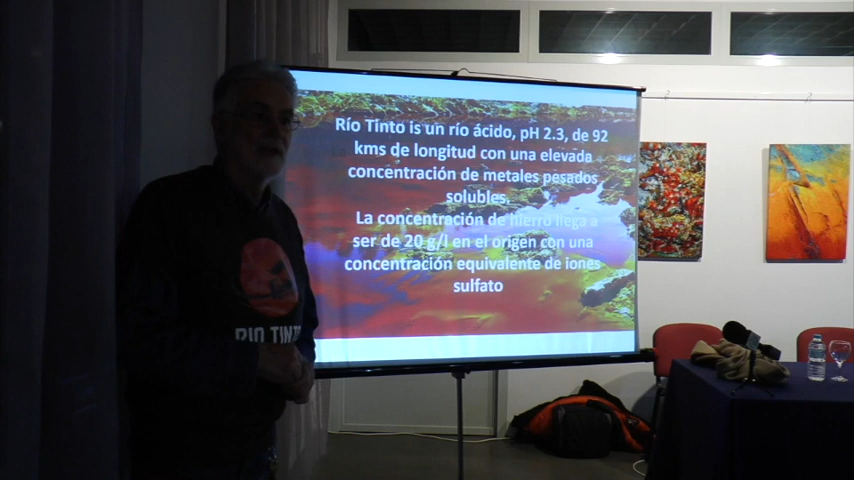 Río Tinto is un río ácido, pH 2.3, de 92
kms de longitud con una elevada
concentración de metales pesados
solubles.
La concentración de hierro llega a
ser de 20 g/l en el origen con una
concentración equivalente de iones
sulfato
RIO TINTO